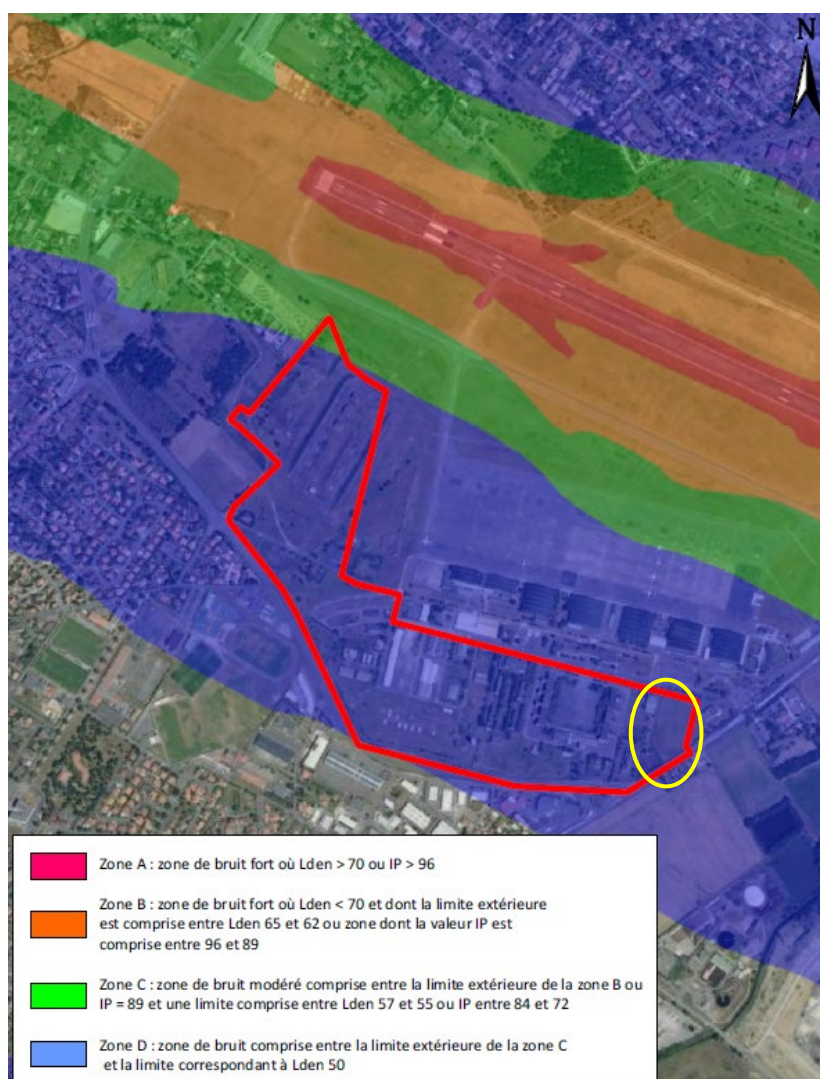 N
Zone A : zone de bruit fort où Lden > 70 ou IP > 96
Zone B : zone de bruit fort où Lden < 70 et dont la limite extérieure
est comprise entre Lden 65 et 62 ou zone dont la valeur IP est
comprise entre 96 et 89
Zone C : zone de bruit modéré comprise entre la limite extérieure de la zone B ou
IP = 89 et une limite comprise entre Lden 57 et 55 ou IP entre 84 et 72
Zone D : zone de bruit comprise entre la limite extérieure de la zone C
et la limite correspondant à Lden 50